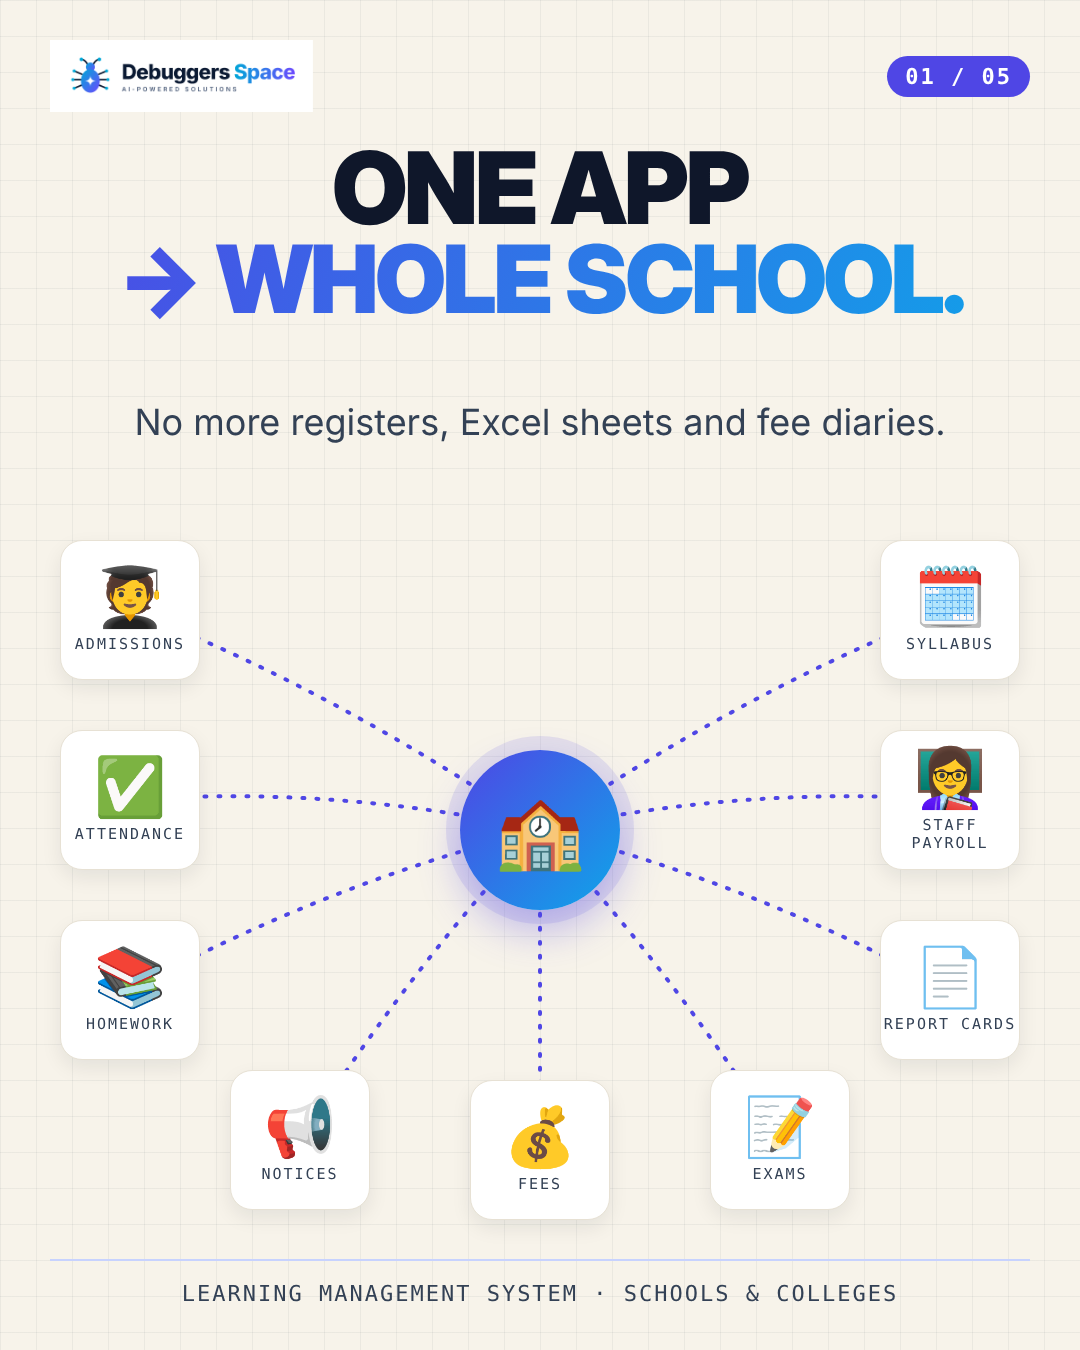 Debuggers Space
AI-POWERED SOLUTIONS
01 / 05
ONE APP
→ WHOLE SCHOOL.
No more registers, Excel sheets and fee diaries.
ADMISSIONS
SYLLABUS
ATTENDANCE
STAFF
PAYROLL
HOMEWORK
REPORT CARDS
NOTICES
FEES
EXAMS
LEARNING MANAGEMENT SYSTEM · SCHOOLS & COLLEGES